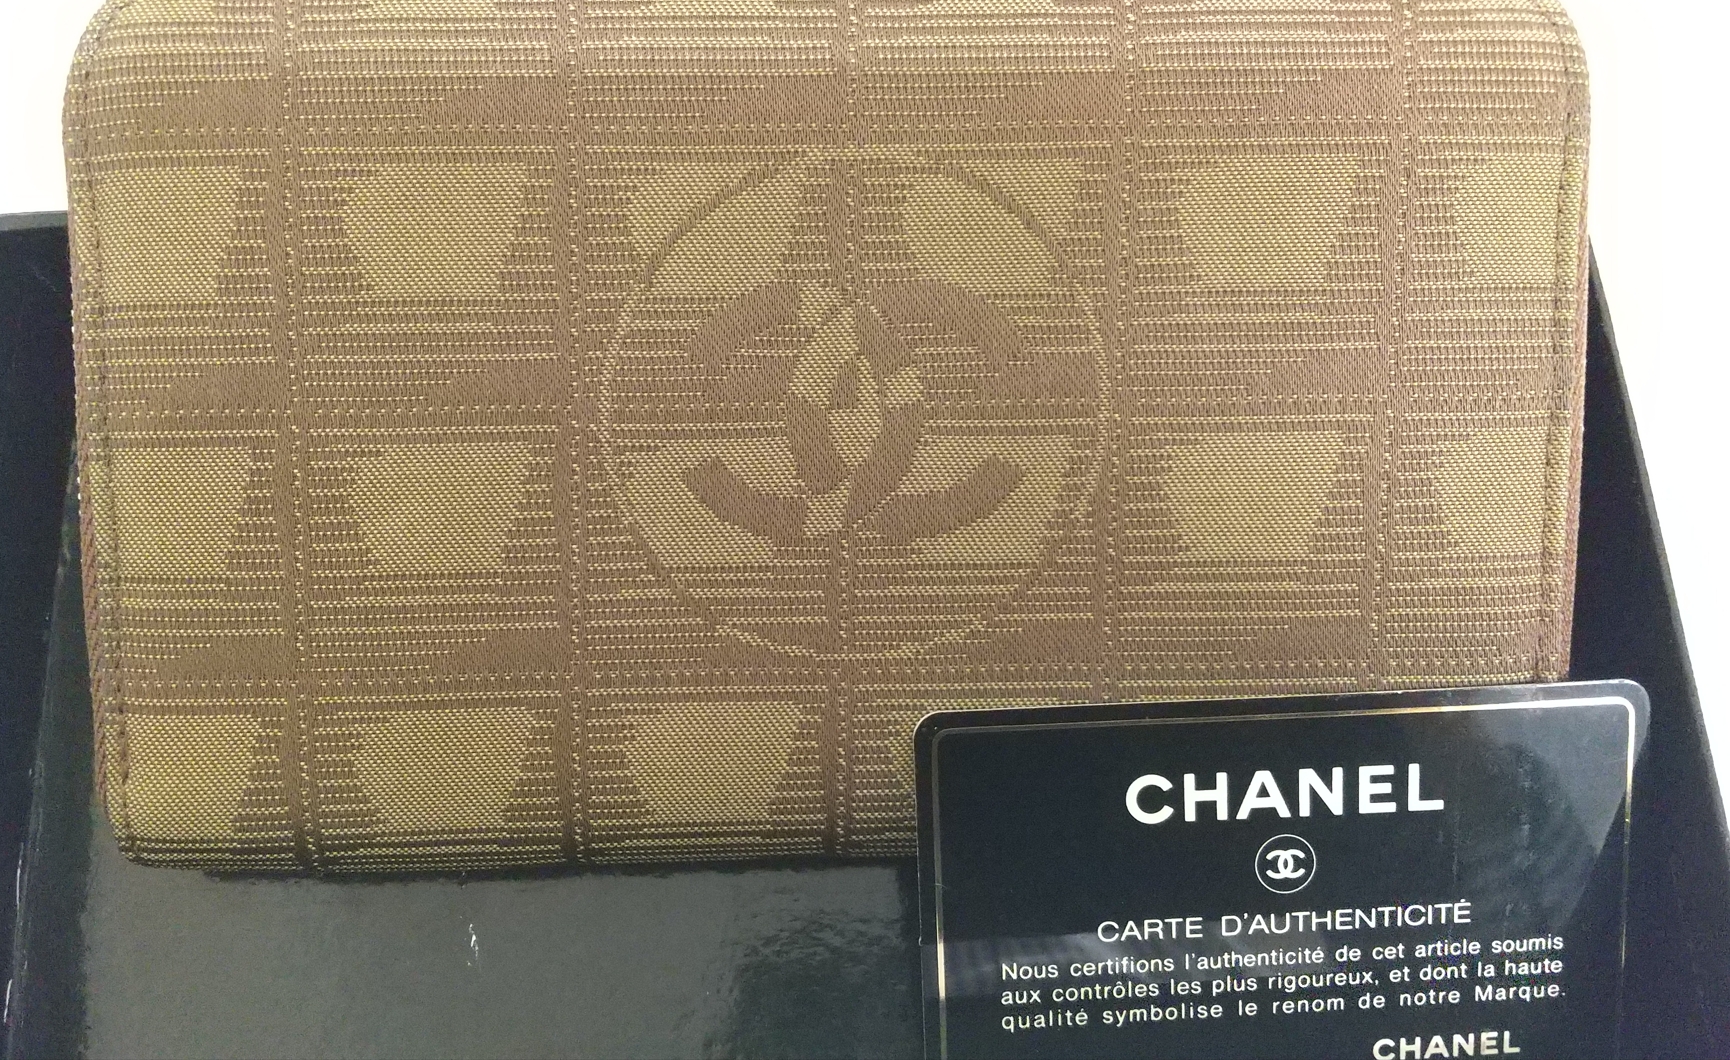 CHANEL
CARTE D'AUTHENTICITÉ
Nous certifions l'authenticité de cet article soumis
aux contrôles les plus rigoureux, et dont la haute
qualité symbolise le renom de notre Marque.
CHANEL